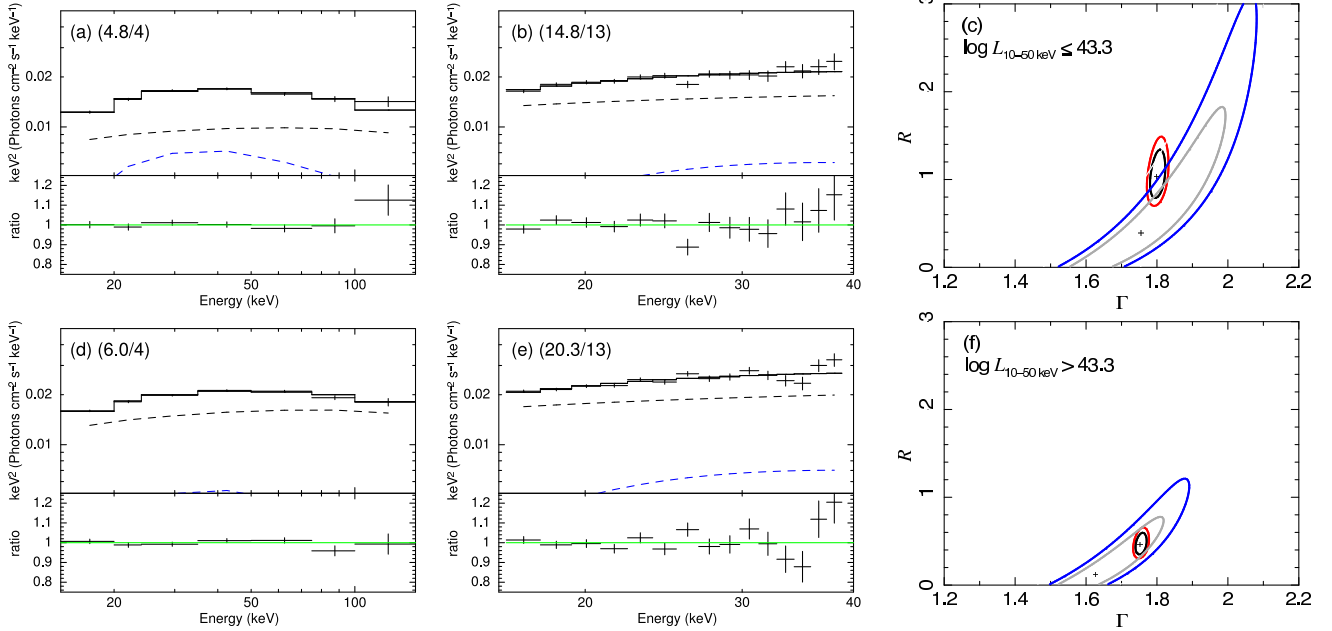 (a) (4.8/4)
keV² (Photons cm⁻² s⁻¹ keV⁻¹)
0.02
0.01
ratio
1.2
1.1
1
0.9
0.8
20
50
100
Energy (keV)
(b) (14.8/13)
keV² (Photons cm⁻² s⁻¹ keV⁻¹)
0.02
0.01
ratio
1.2
1.1
1
0.9
0.8
20
30
40
Energy (keV)
(c)
log L10−50 keV ≤ 43.3
R
3
2
1
0
1.2
1.4
1.6
1.8
2
2.2
Γ
(d) (6.0/4)
keV² (Photons cm⁻² s⁻¹ keV⁻¹)
0.02
0.01
ratio
1.2
1.1
1
0.9
0.8
20
50
100
Energy (keV)
(e) (20.3/13)
keV² (Photons cm⁻² s⁻¹ keV⁻¹)
0.02
0.01
ratio
1.2
1.1
1
0.9
0.8
20
30
40
Energy (keV)
(f)
log L10−50 keV > 43.3
R
3
2
1
0
1.2
1.4
1.6
1.8
2
2.2
Γ